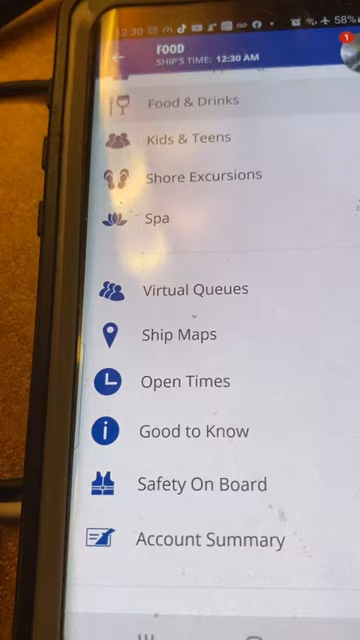 12:30
58%
FOOD
1
SHIP'S TIME: 12:30 AM
Food & Drinks
Kids & Teens
Shore Excursions
Spa
Virtual Queues
Ship Maps
Open Times
Good to Know
Safety On Board
Account Summary